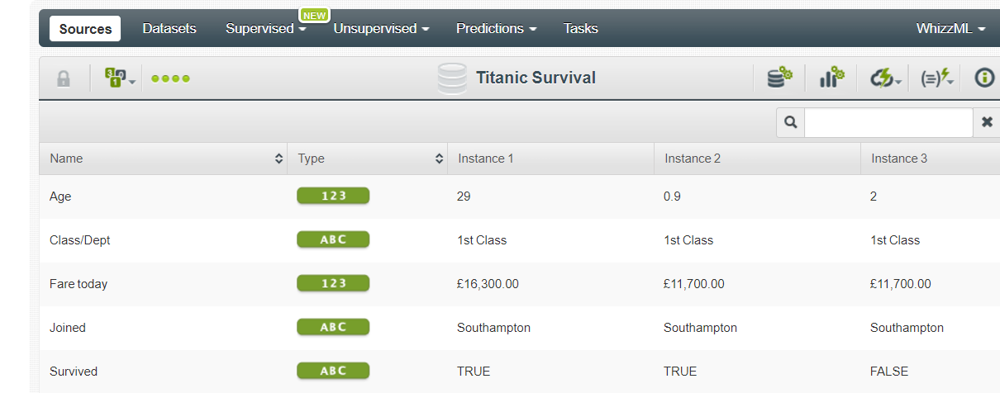 NEW
Sources Datasets Supervised Unsupervised Predictions Tasks WhizzML
Titanic Survival
Name Type Instance 1 Instance 2 Instance 3
Age 123 29 0.9 2
Class/Dept ABC 1st Class 1st Class 1st Class
Fare today 123 £16,300.00 £11,700.00 £11,700.00
Joined ABC Southampton Southampton Southampton
Survived ABC TRUE TRUE FALSE